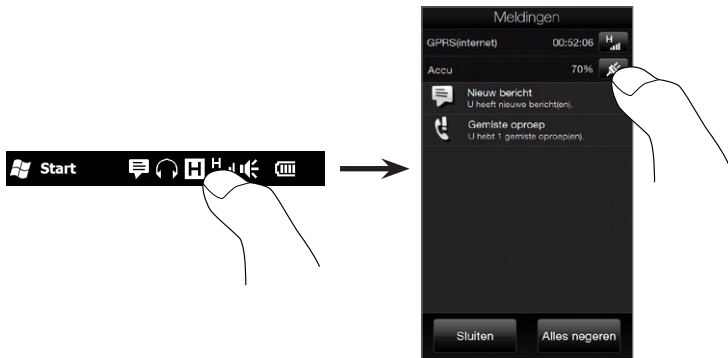 Start
H
H
Meldingen
GPRS(internet) 00:52:06 H
Accu 70%
Nieuw bericht
U heeft nieuwe bericht(en).
Gemiste oproep
U hebt 1 gemiste oproep(en).
Sluiten Alles negeren